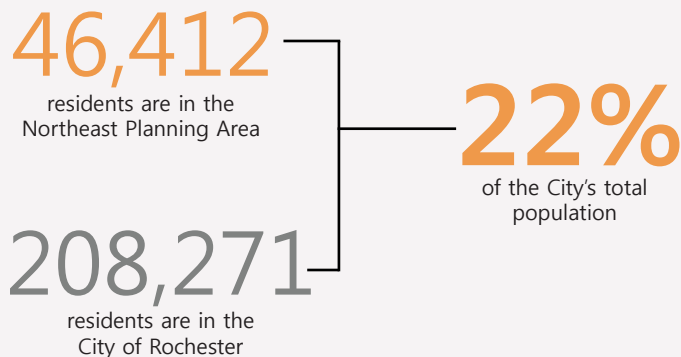 46,412
residents are in the
Northeast Planning Area
22%
of the City's total
population
208,271
residents are in the
City of Rochester